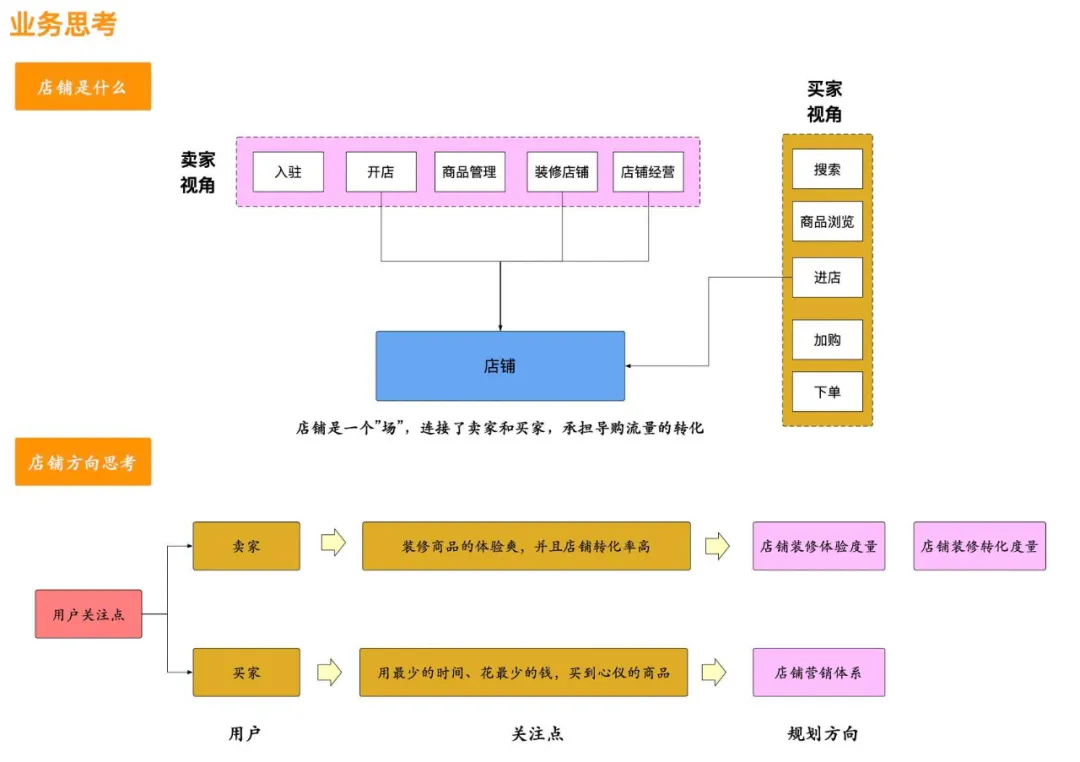 业务思考
店铺是什么
买家
视角
卖家
视角
入驻
开店
商品管理
装修店铺
店铺经营
搜索
商品浏览
进店
加购
下单
店铺
店铺是一个"场"，连接了卖家和买家，承担导购流量的转化
店铺方向思考
用户关注点
卖家
装修商品的体验爽，并且店铺转化率高
店铺装修体验度量
店铺装修转化度量
买家
用最少的时间、花最少的钱，买到心仪的商品
店铺营销体系
用户
关注点
规划方向